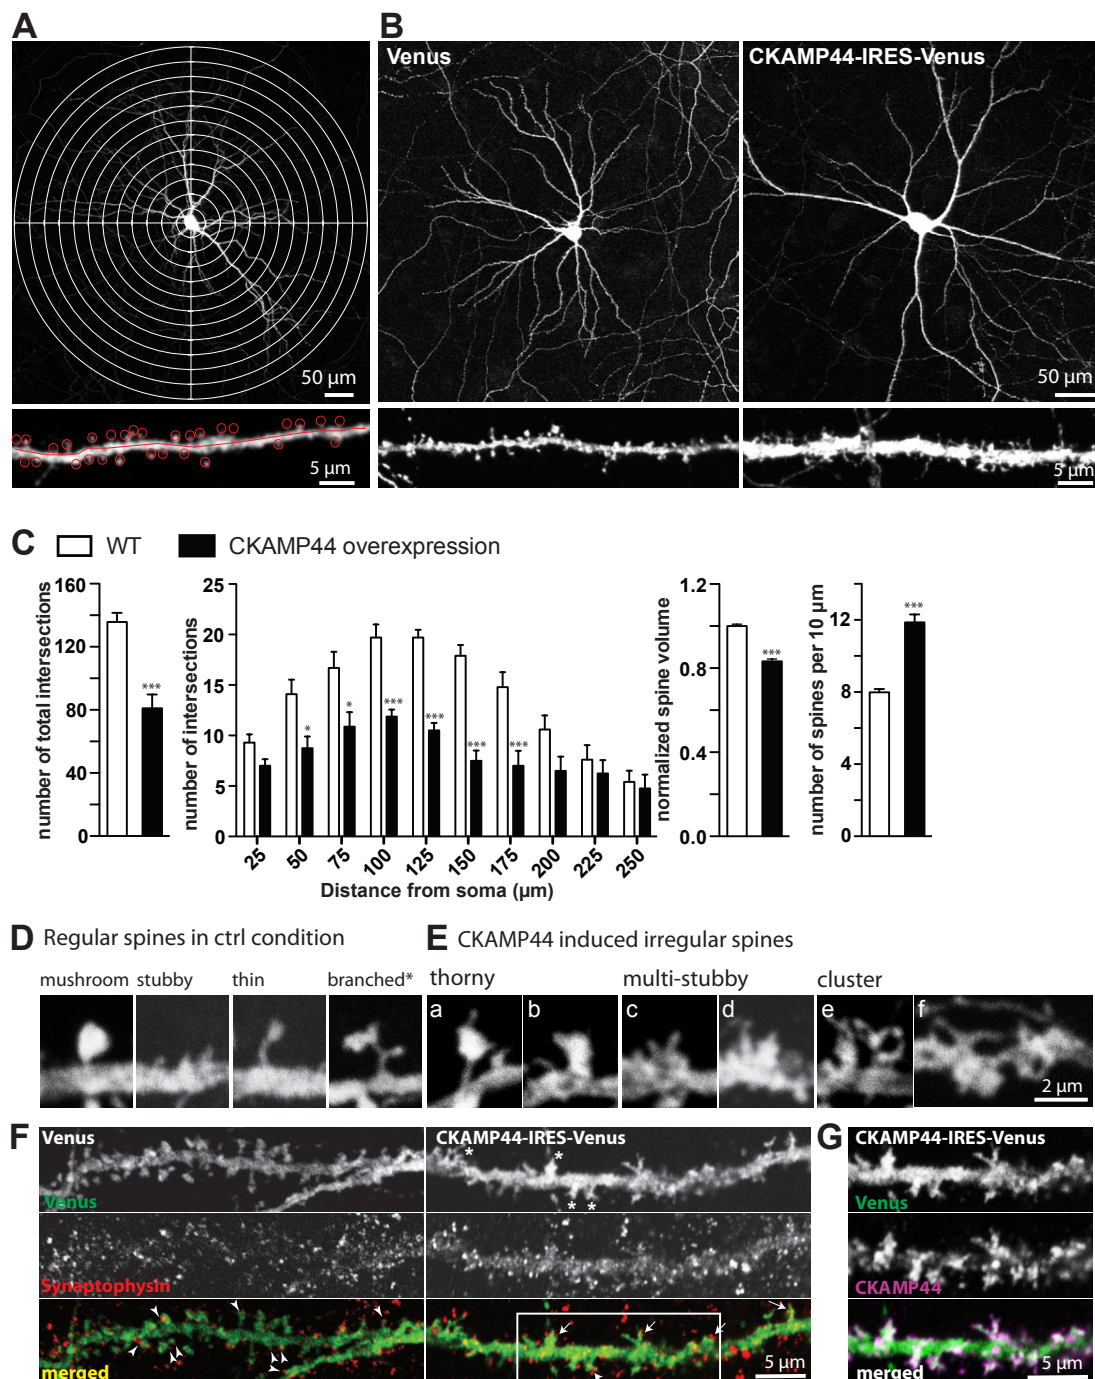 A
B
Venus
CKAMP44-IRES-Venus
50 µm
50 µm
5 µm
5 µm
C
WT
CKAMP44 overexpression
number of total intersections
160
120
80
40
0
number of intersections
25
20
15
10
5
0
***
*
*
***
***
***
***
25
50
75
100
125
150
175
200
225
250
Distance from soma (µm)
normalized spine volume
1.2
0.8
0.4
0.0
***
number of spines per 10 µm
12
8
4
0
***
D Regular spines in ctrl condition
mushroom stubby thin branched*
E CKAMP44 induced irregular spines
thorny multi-stubby cluster
a b c d e f
2 µm
F
Venus
Venus
CKAMP44-IRES-Venus
* *
* *
Synaptophysin
merged
5 µm
G
CKAMP44-IRES-Venus
Venus
CKAMP44
merged
5 µm